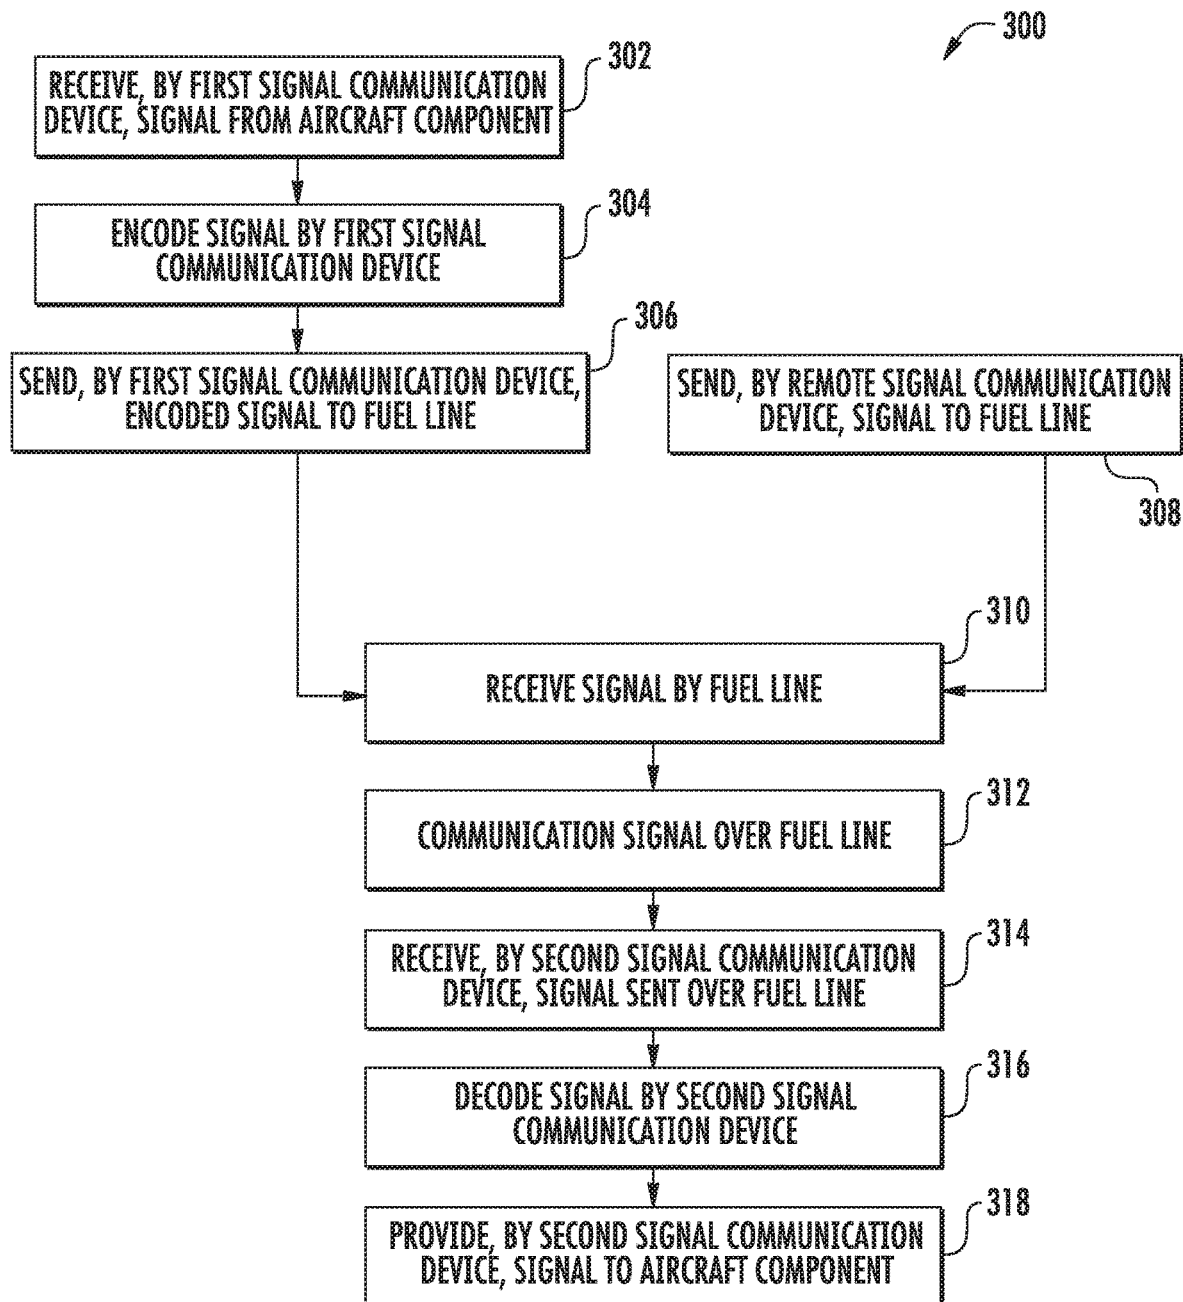 300
302
RECEIVE, BY FIRST SIGNAL COMMUNICATION
DEVICE, SIGNAL FROM AIRCRAFT COMPONENT
304
ENCODE SIGNAL BY FIRST SIGNAL
COMMUNICATION DEVICE
306
SEND, BY FIRST SIGNAL COMMUNICATION DEVICE,
ENCODED SIGNAL TO FUEL LINE
SEND, BY REMOTE SIGNAL COMMUNICATION
DEVICE, SIGNAL TO FUEL LINE
308
310
RECEIVE SIGNAL BY FUEL LINE
312
COMMUNICATION SIGNAL OVER FUEL LINE
314
RECEIVE, BY SECOND SIGNAL COMMUNICATION
DEVICE, SIGNAL SENT OVER FUEL LINE
316
DECODE SIGNAL BY SECOND SIGNAL
COMMUNICATION DEVICE
318
PROVIDE, BY SECOND SIGNAL COMMUNICATION
DEVICE, SIGNAL TO AIRCRAFT COMPONENT